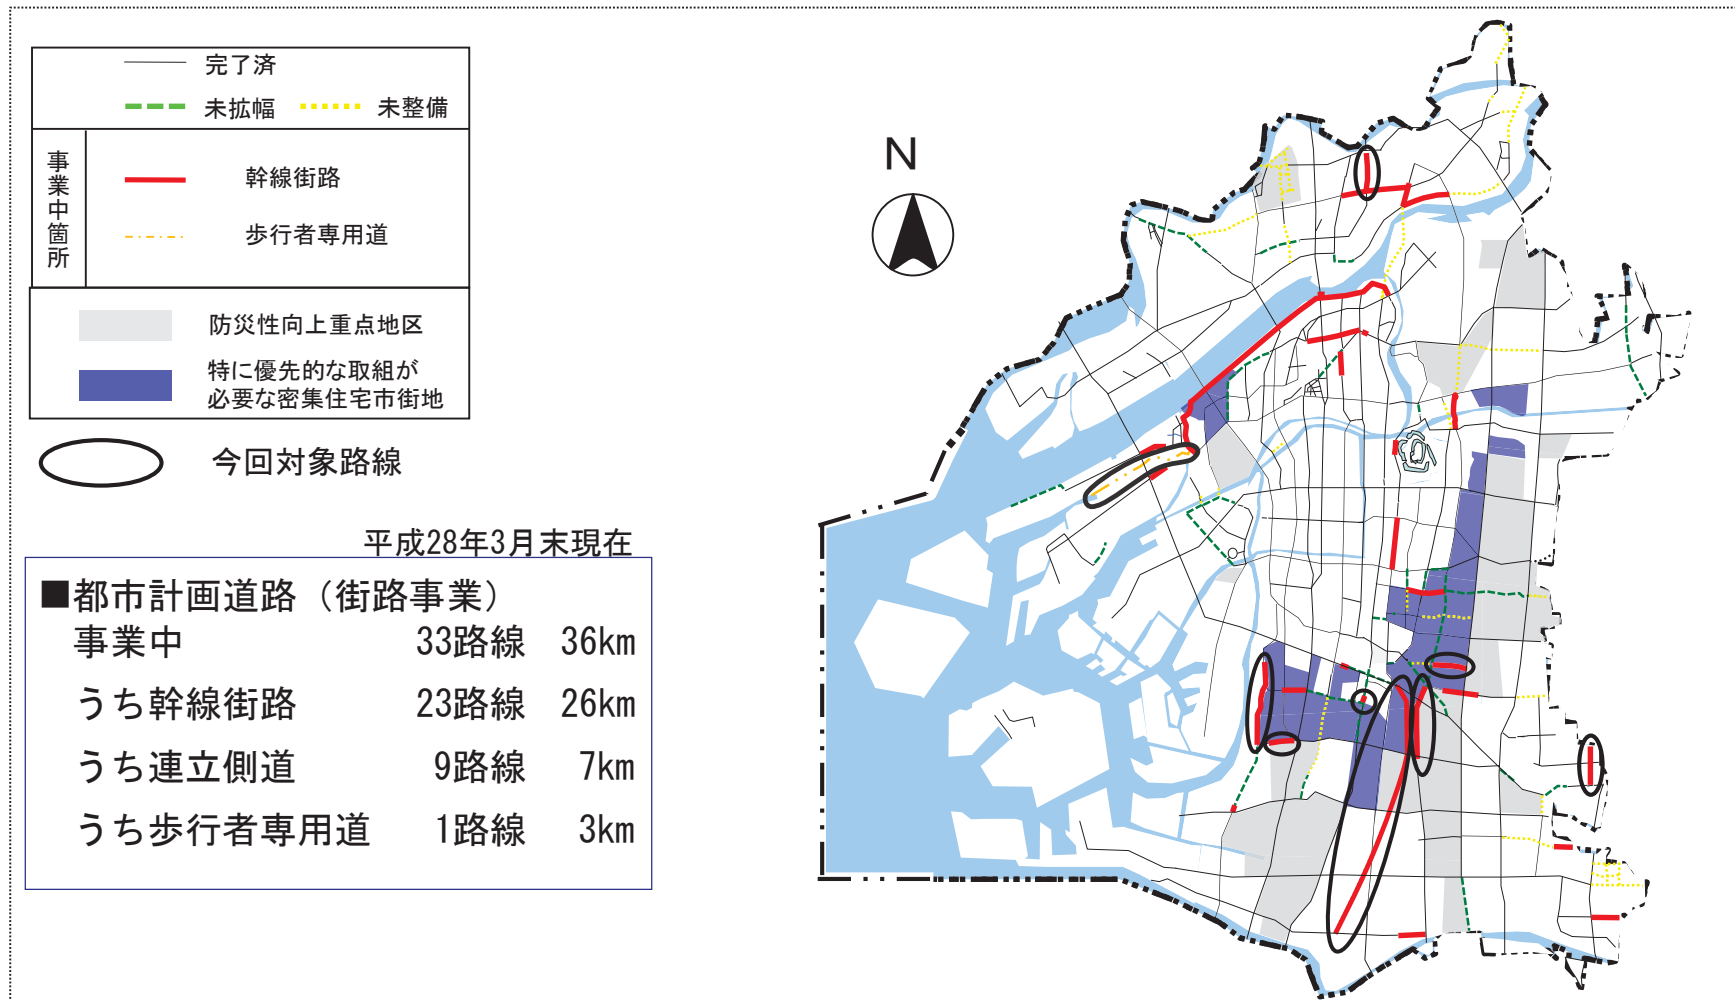 完了済
未拡幅 未整備
事業中箇所
幹線街路
歩行者専用道
防災性向上重点地区
特に優先的な取組が
必要な密集住宅市街地
今回対象路線
N
平成28年3月末現在
■都市計画道路（街路事業）
事業中 33路線 36km
うち幹線街路 23路線 26km
うち連立側道 9路線 7km
うち歩行者専用道 1路線 3km